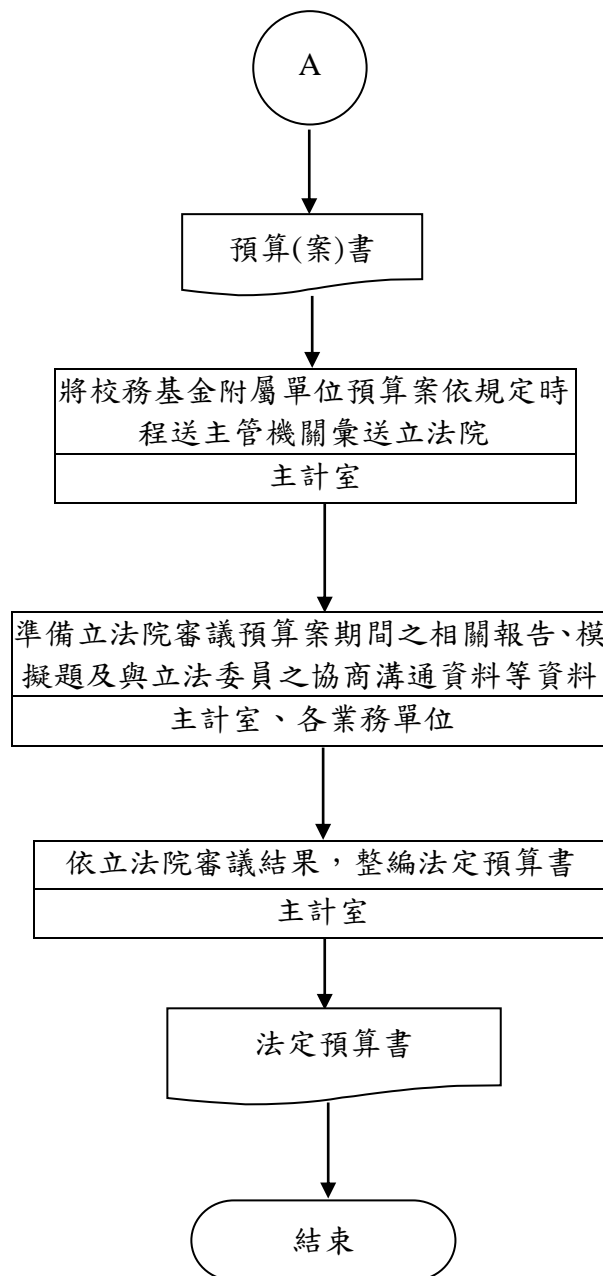 A
預算(案)書
將校務基金附屬單位預算案依規定時
程送主管機關彙送立法院
主計室
準備立法院審議預算案期間之相關報告、模
擬題及與立法委員之協商溝通資料等資料
主計室、各業務單位
依立法院審議結果，整編法定預算書
主計室
法定預算書
結束